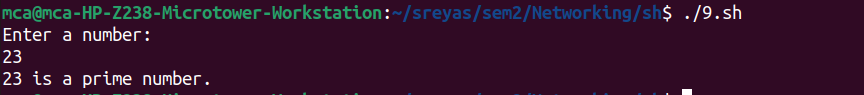 mca@mca-HP-Z238-Microtower-Workstation:~/sreyas/sem2/Networking/sh$ ./9.sh
Enter a number:
23
23 is a prime number.